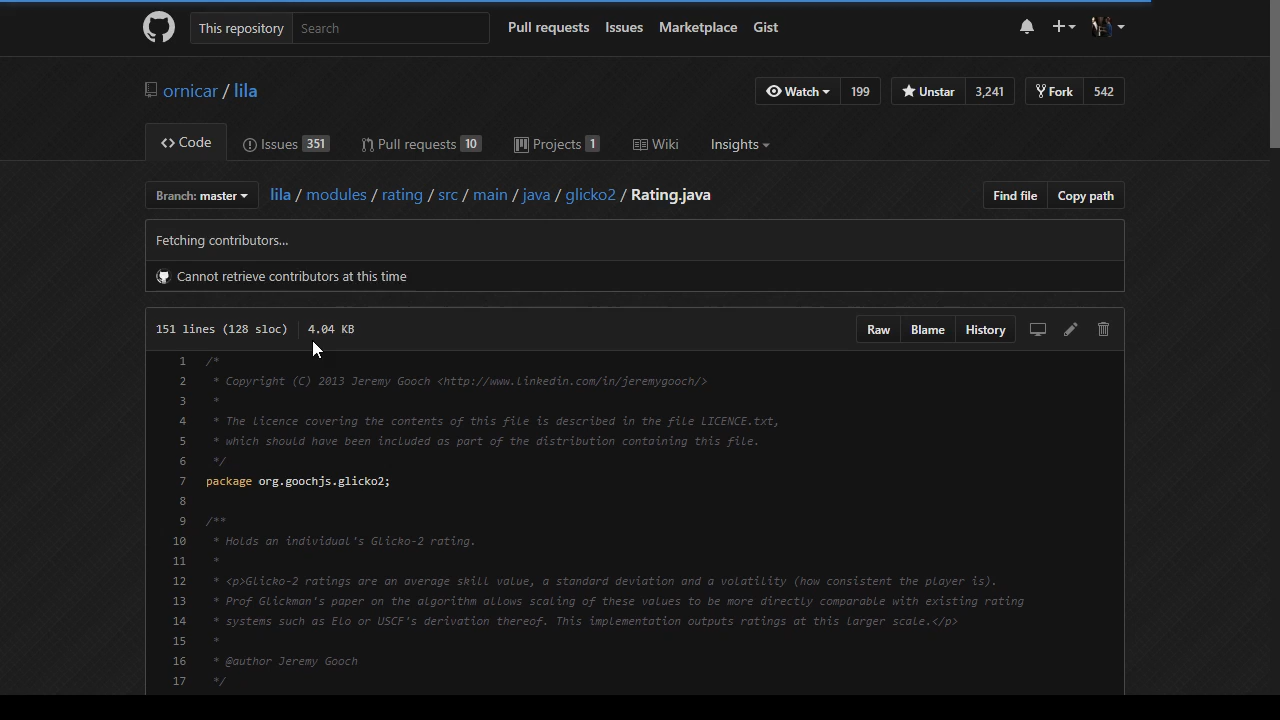 This repository Search Pull requests Issues Marketplace Gist
ornicar / lila Watch 199 Unstar 3,241 Fork 542
Code Issues 351 Pull requests 10 Projects 1 Wiki Insights
Branch: master lila / modules / rating / src / main / java / glicko2 / Rating.java Find file Copy path
Fetching contributors...
Cannot retrieve contributors at this time
151 lines (128 sloc) 4.04 KB Raw Blame History
1 /*
2 * Copyright (C) 2013 Jeremy Gooch <http://www.linkedin.com/in/jeremygooch/>
3 *
4 * The licence covering the contents of this file is described in the file LICENCE.txt,
5 * which should have been included as part of the distribution containing this file.
6 */
7 package org.goochjs.glicko2;
8
9 /**
10 * Holds an individual's Glicko-2 rating.
11 *
12 * <p>Glicko-2 ratings are an average skill value, a standard deviation and a volatility (how consistent the player is).
13 * Prof Glickman's paper on the algorithm allows scaling of these values to be more directly comparable with existing rating
14 * systems such as Elo or USCF's derivation thereof. This implementation outputs ratings at this larger scale.</p>
15 *
16 * @author Jeremy Gooch
17 */